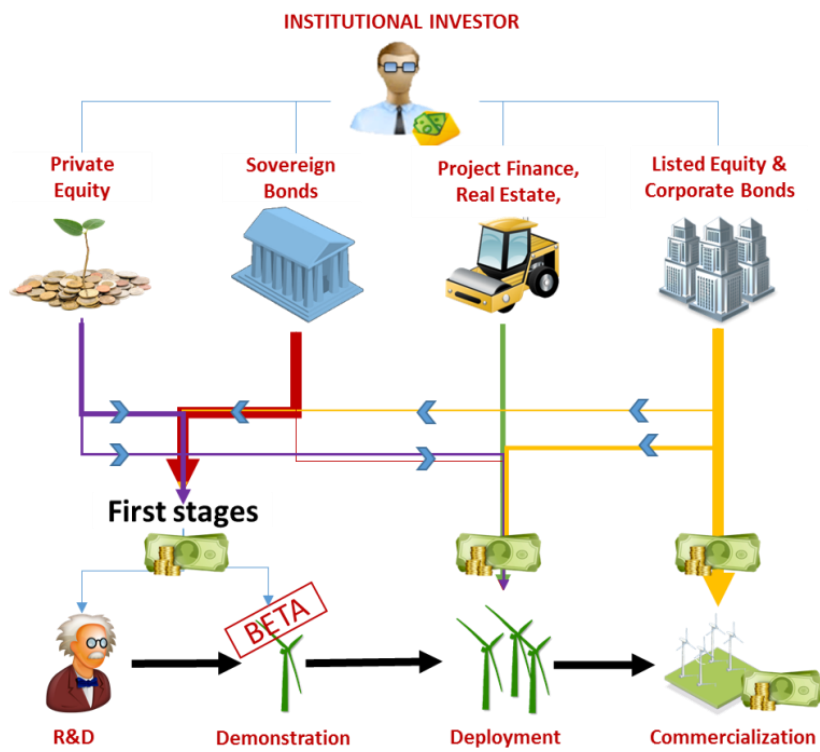 INSTITUTIONAL INVESTOR
Private
Equity
Sovereign
Bonds
Project Finance,
Real Estate,
Listed Equity &
Corporate Bonds
First stages
BETA
R&D
Demonstration
Deployment
Commercialization